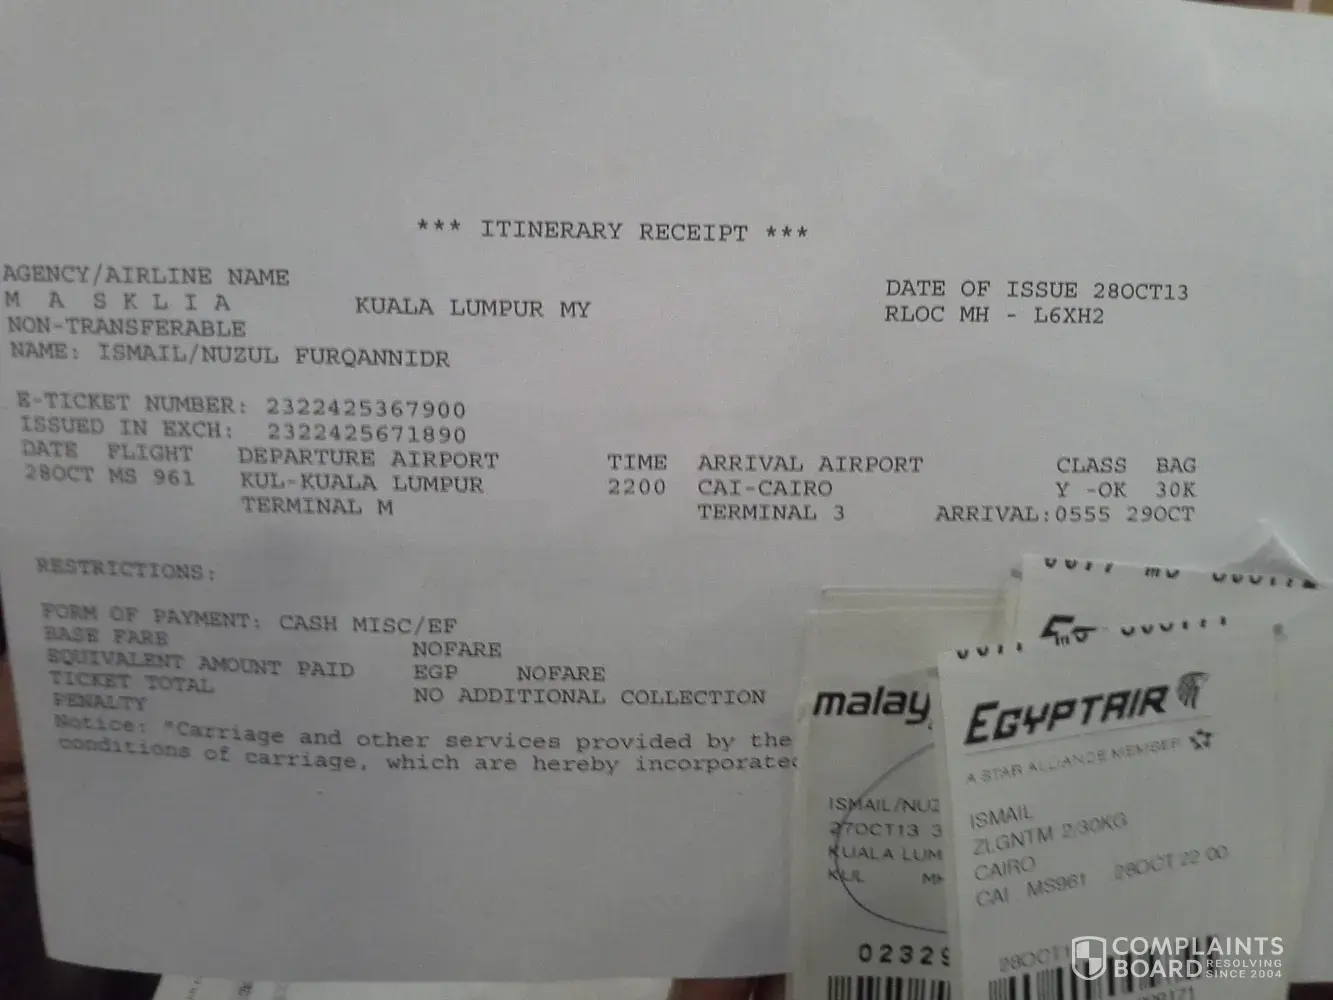 *** ITINERARY RECEIPT ***
AGENCY/AIRLINE NAME
DATE OF ISSUE 28OCT13
M A S K L I A KUALA LUMPUR MY
RLOC MH - L6XH2
NON-TRANSFERABLE
NAME: ISMAIL/NUZUL FURQANNIDR
E-TICKET NUMBER: 2322425367900
ISSUED IN EXCH: 2322425671890
DATE FLIGHT DEPARTURE AIRPORT TIME ARRIVAL AIRPORT CLASS BAG
28OCT MS 961 KUL-KUALA LUMPUR 2200 CAI-CAIRO Y -OK 30K
TERMINAL M TERMINAL 3 ARRIVAL:0555 29OCT
RESTRICTIONS:
FORM OF PAYMENT: CASH MISC/EF
BASE FARE NOFARE
EQUIVALENT AMOUNT PAID EGP NOFARE
TICKET TOTAL NO ADDITIONAL COLLECTION
PENALTY
Notice: "Carriage and other services provided by the
conditions of carriage, which are hereby incorporated
malay
ISMAIL/NUZ
27OCT13 3
KUALA LUM
KUL MH
02329
EGYPTAIR
A STAR ALLIANCE MEMBER
ISMAIL
ZLGNTM 2/30KG
CAIRO
CAI MS961 28OCT 22 00
28OCT1
COMPLAINTS
BOARD RESOLVING
SINCE 2004